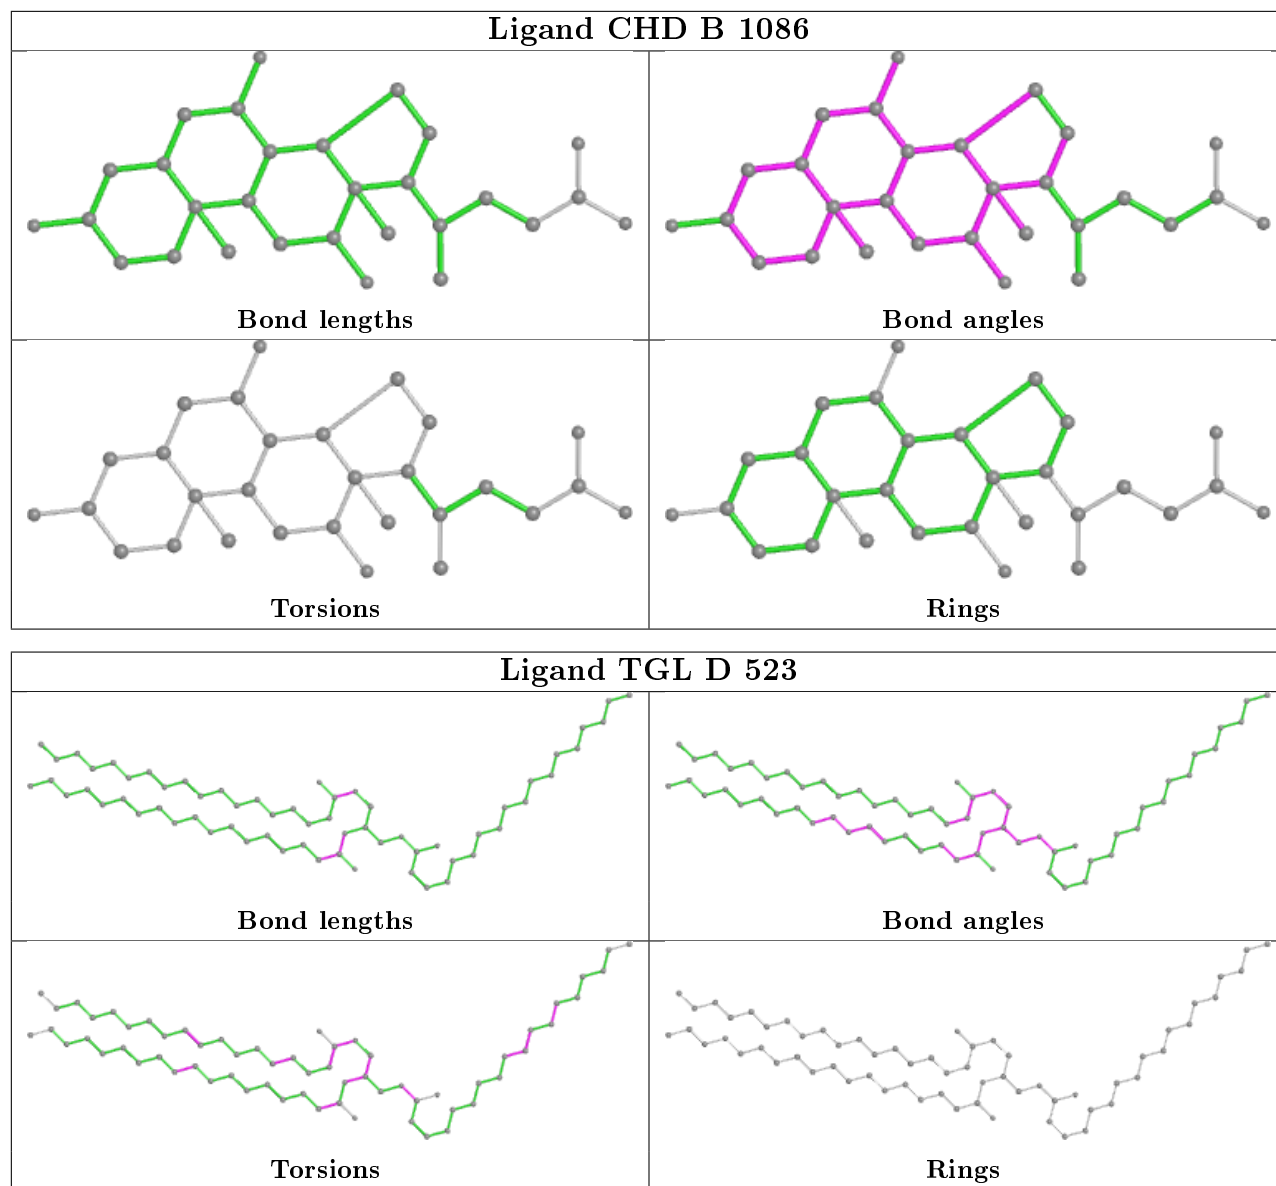 Ligand CHD B 1086
Bond lengths
Bond angles
Torsions
Rings
Ligand TGL D 523
Bond lengths
Bond angles
Torsions
Rings